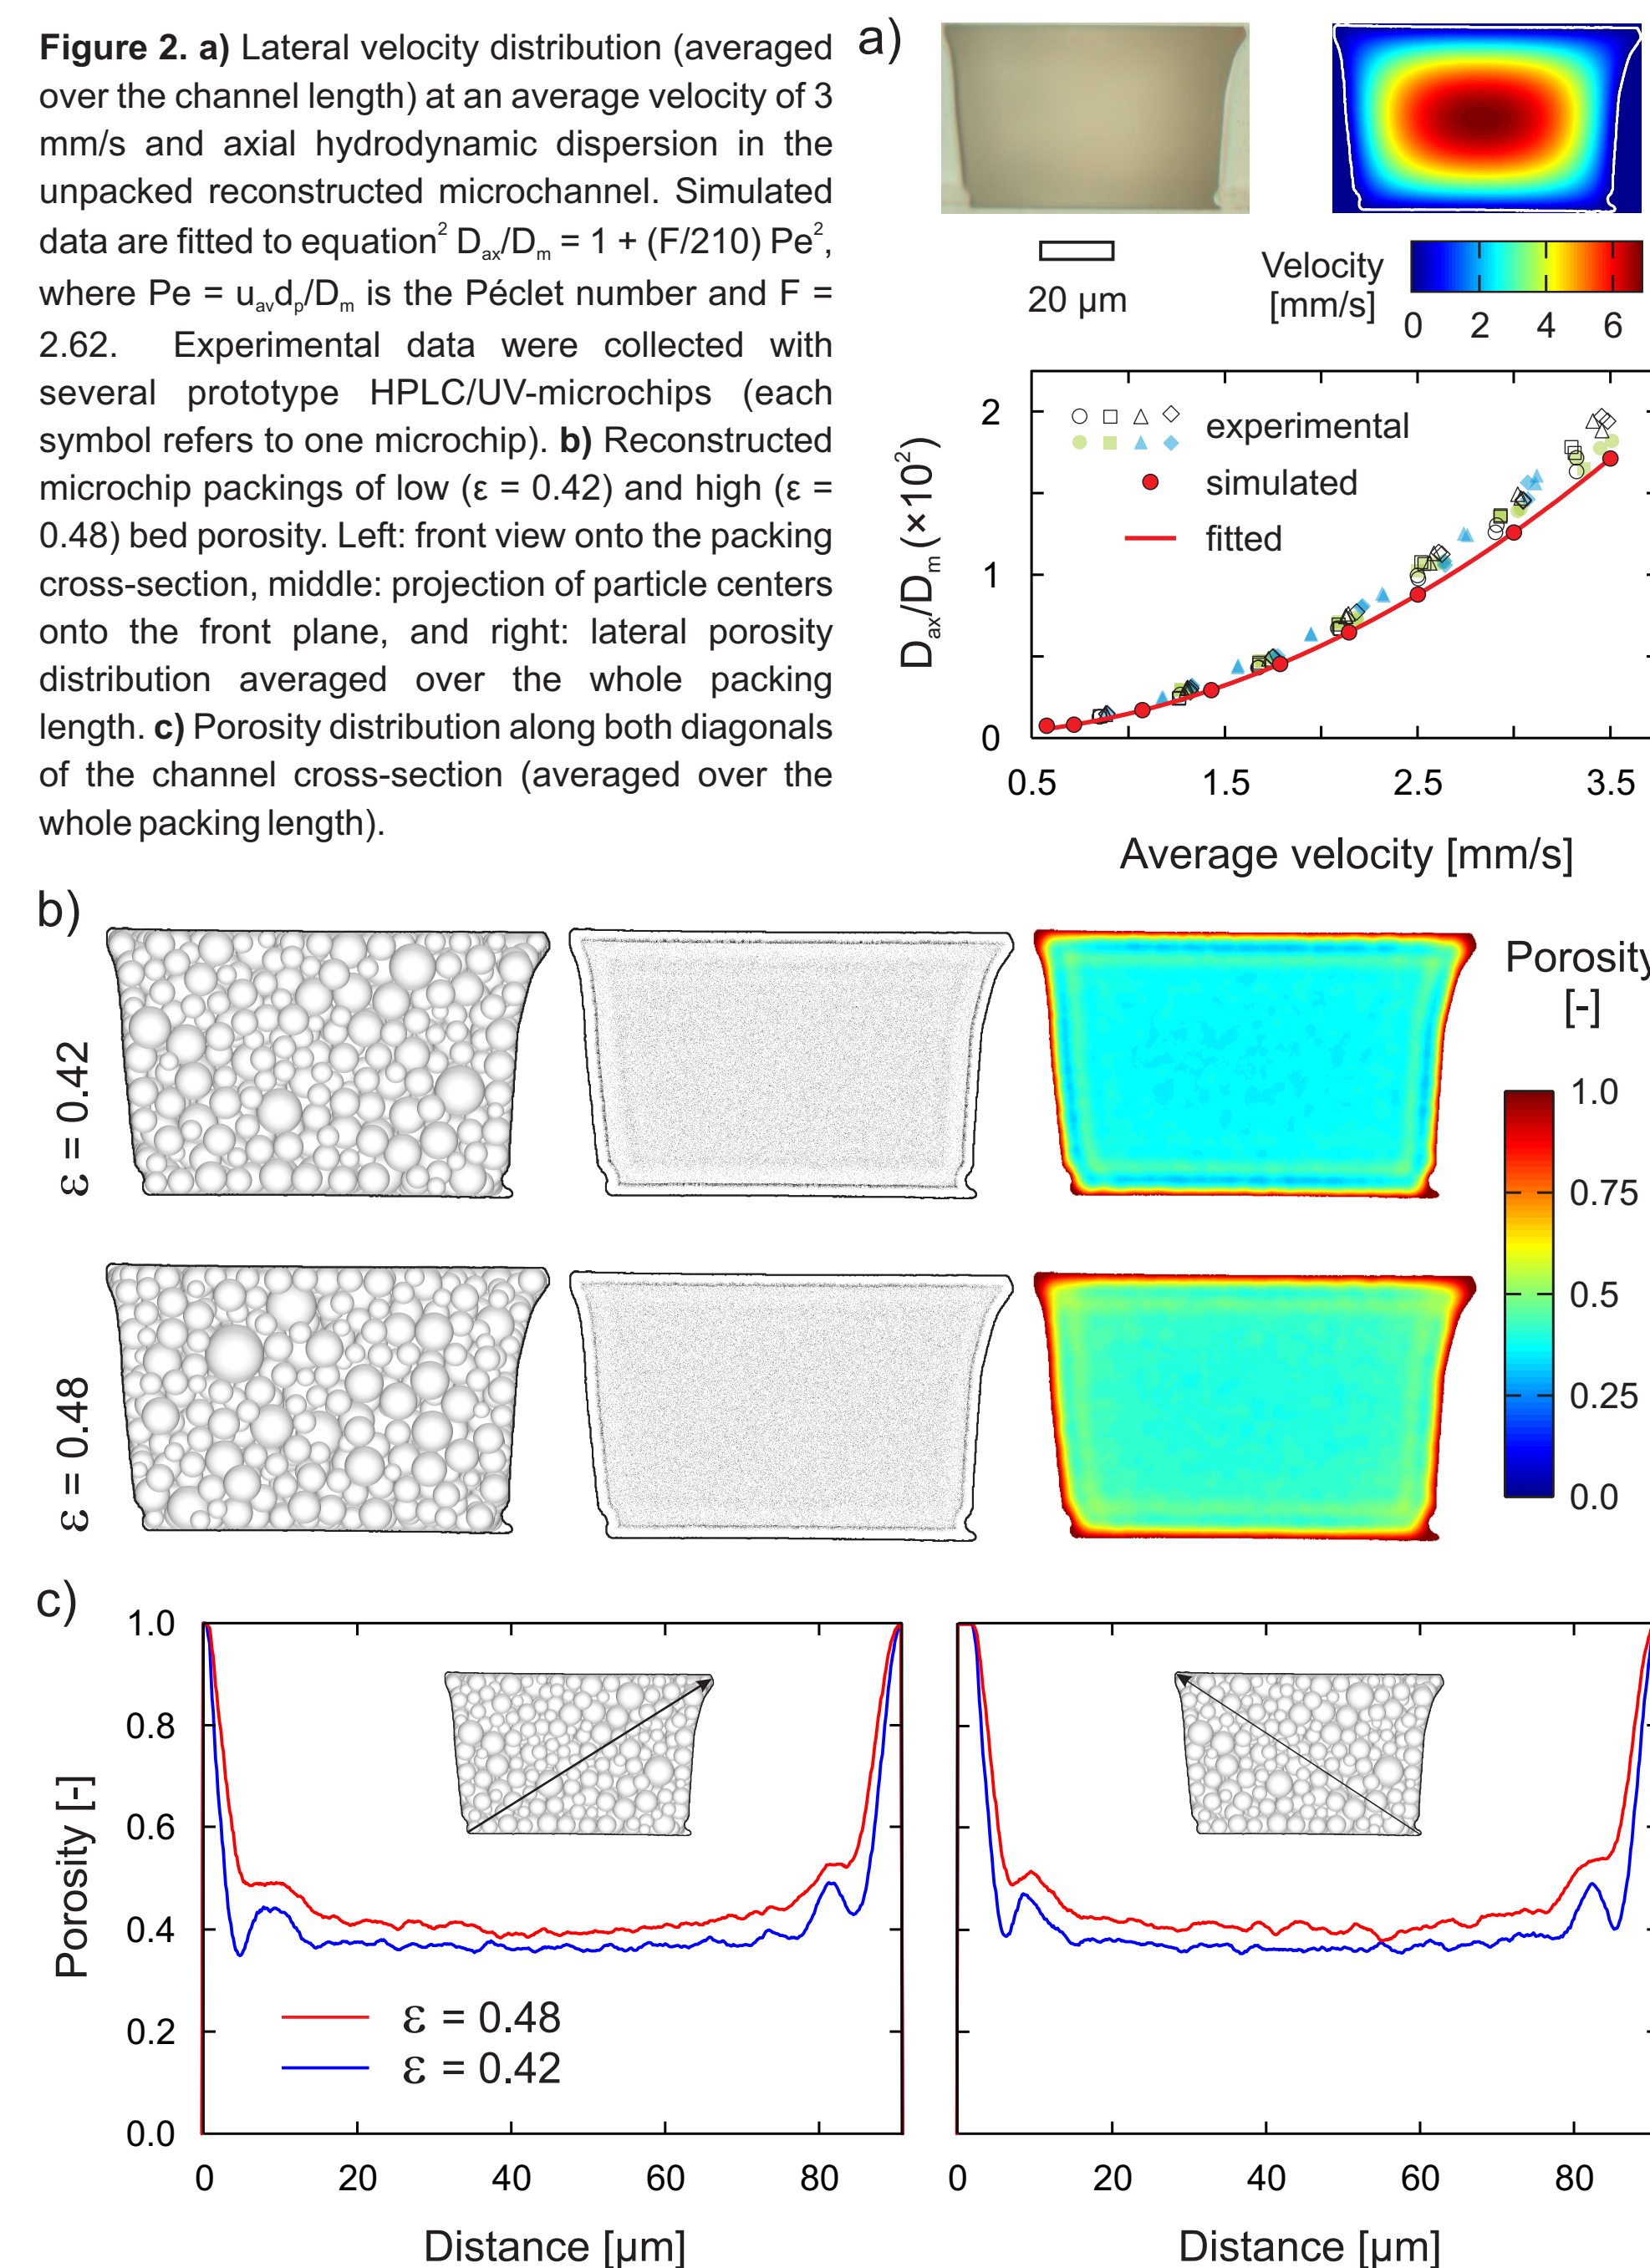 Figure 2. a) Lateral velocity distribution (averaged
over the channel length) at an average velocity of 3
mm/s and axial hydrodynamic dispersion in the
unpacked reconstructed microchannel. Simulated
data are fitted to equation² Dₐₓ/Dₘ = 1 + (F/210) Pe²,
where Pe = uₐᵥdₚ/Dₘ is the Péclet number and F =
2.62. Experimental data were collected with
several prototype HPLC/UV-microchips (each
symbol refers to one microchip). b) Reconstructed
microchip packings of low (ε = 0.42) and high (ε =
0.48) bed porosity. Left: front view onto the packing
cross-section, middle: projection of particle centers
onto the front plane, and right: lateral porosity
distribution averaged over the whole packing
length. c) Porosity distribution along both diagonals
of the channel cross-section (averaged over the
whole packing length).
a)
20 µm
Velocity
[mm/s]
0 2 4 6
experimental
simulated
fitted
Dₐₓ/Dₘ (×10²)
2
1
0
0.5 1.5 2.5 3.5
Average velocity [mm/s]
b)
ε = 0.42
ε = 0.48
Porosity
[-]
1.0
0.75
0.5
0.25
0.0
c)
Porosity [-]
1.0
0.8
0.6
0.4
0.2
0.0
ε = 0.48
ε = 0.42
0 20 40 60 80
Distance [µm]
0 20 40 60 80
Distance [µm]